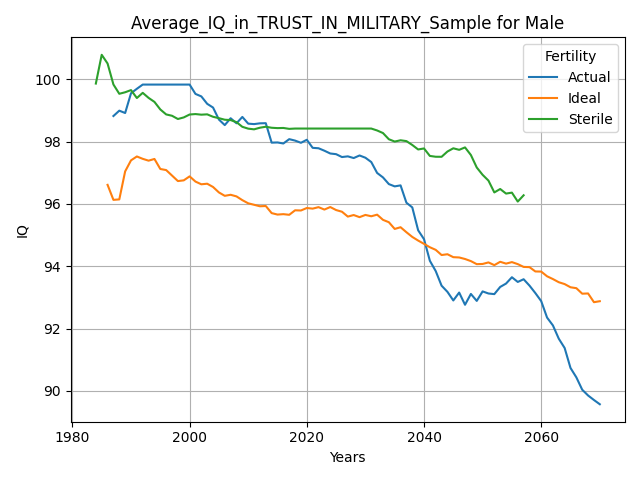 Average_IQ_in_TRUST_IN_MILITARY_Sample for Male
Fertility
Actual
Ideal
Sterile
IQ
100
98
96
94
92
90
1980
2000
2020
2040
2060
Years